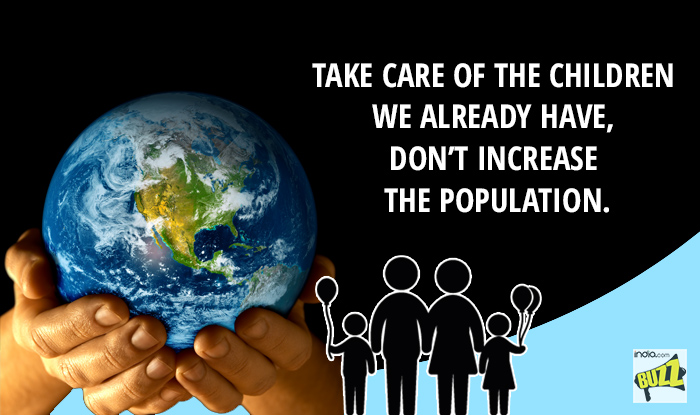 TAKE CARE OF THE CHILDREN
WE ALREADY HAVE,
DON'T INCREASE
THE POPULATION.
india.com
BUZZ